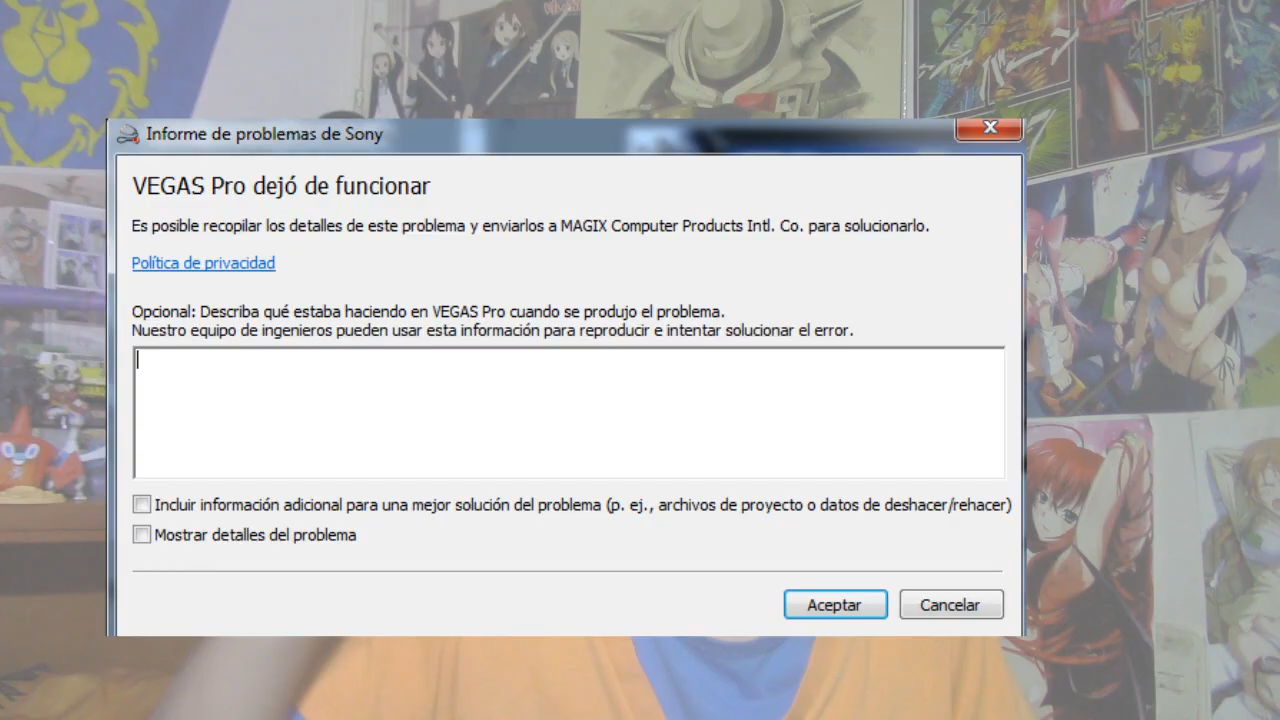 Informe de problemas de Sony
VEGAS Pro dejó de funcionar
Es posible recopilar los detalles de este problema y enviarlos a MAGIX Computer Products Intl. Co. para solucionarlo.
Política de privacidad
Opcional: Describa qué estaba haciendo en VEGAS Pro cuando se produjo el problema.
Nuestro equipo de ingenieros pueden usar esta información para reproducir e intentar solucionar el error.
Incluir información adicional para una mejor solución del problema (p. ej., archivos de proyecto o datos de deshacer/rehacer)
Mostrar detalles del problema
Aceptar
Cancelar